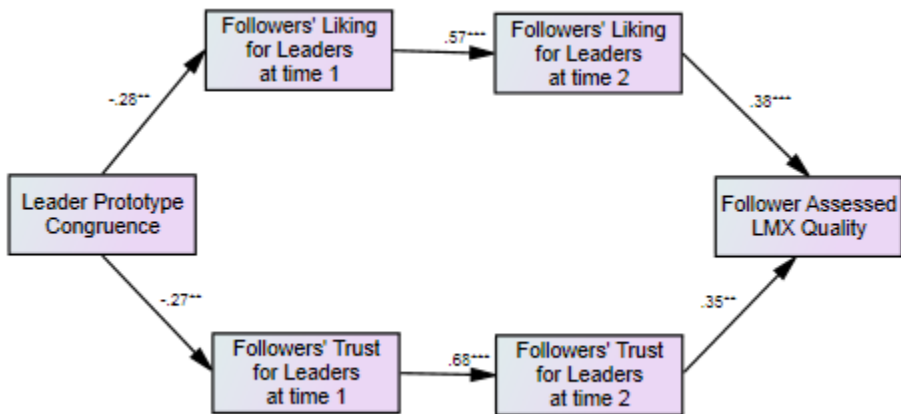 Followers' Liking
for Leaders
at time 1
.57***
Followers' Liking
for Leaders
at time 2
-.28**
.38***
Leader Prototype
Congruence
Follower Assessed
LMX Quality
-.27**
.35**
Followers' Trust
for Leaders
at time 1
.68***
Followers' Trust
for Leaders
at time 2